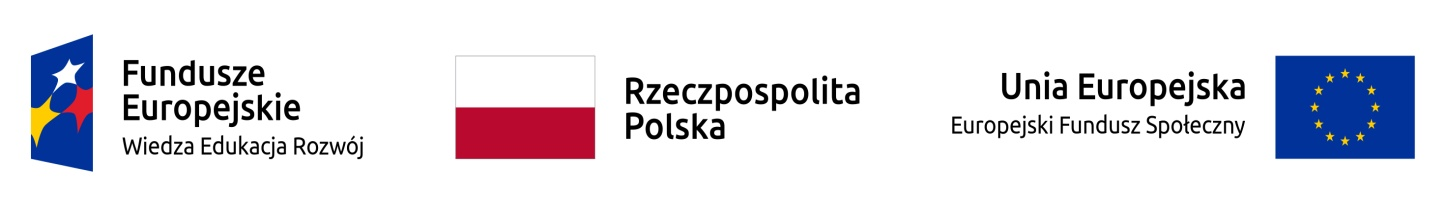 Fundusze
Europejskie
Wiedza Edukacja Rozwój
Rzeczpospolita
Polska
Unia Europejska
Europejski Fundusz Społeczny